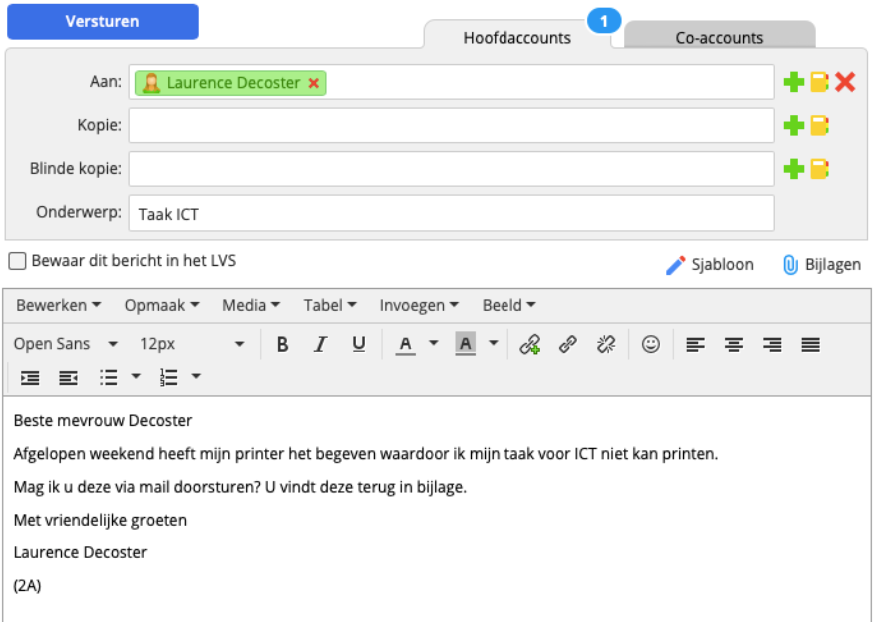 Versturen
Hoofdaccounts 1 Co-accounts
Aan: Laurence Decoster
Kopie:
Blinde kopie:
Onderwerp: Taak ICT
Bewaar dit bericht in het LVS Sjabloon Bijlagen
Bewerken Opmaak Media Tabel Invoegen Beeld
Open Sans 12px B I U A A
Beste mevrouw Decoster
Afgelopen weekend heeft mijn printer het begeven waardoor ik mijn taak voor ICT niet kan printen.
Mag ik u deze via mail doorsturen? U vindt deze terug in bijlage.
Met vriendelijke groeten
Laurence Decoster
(2A)